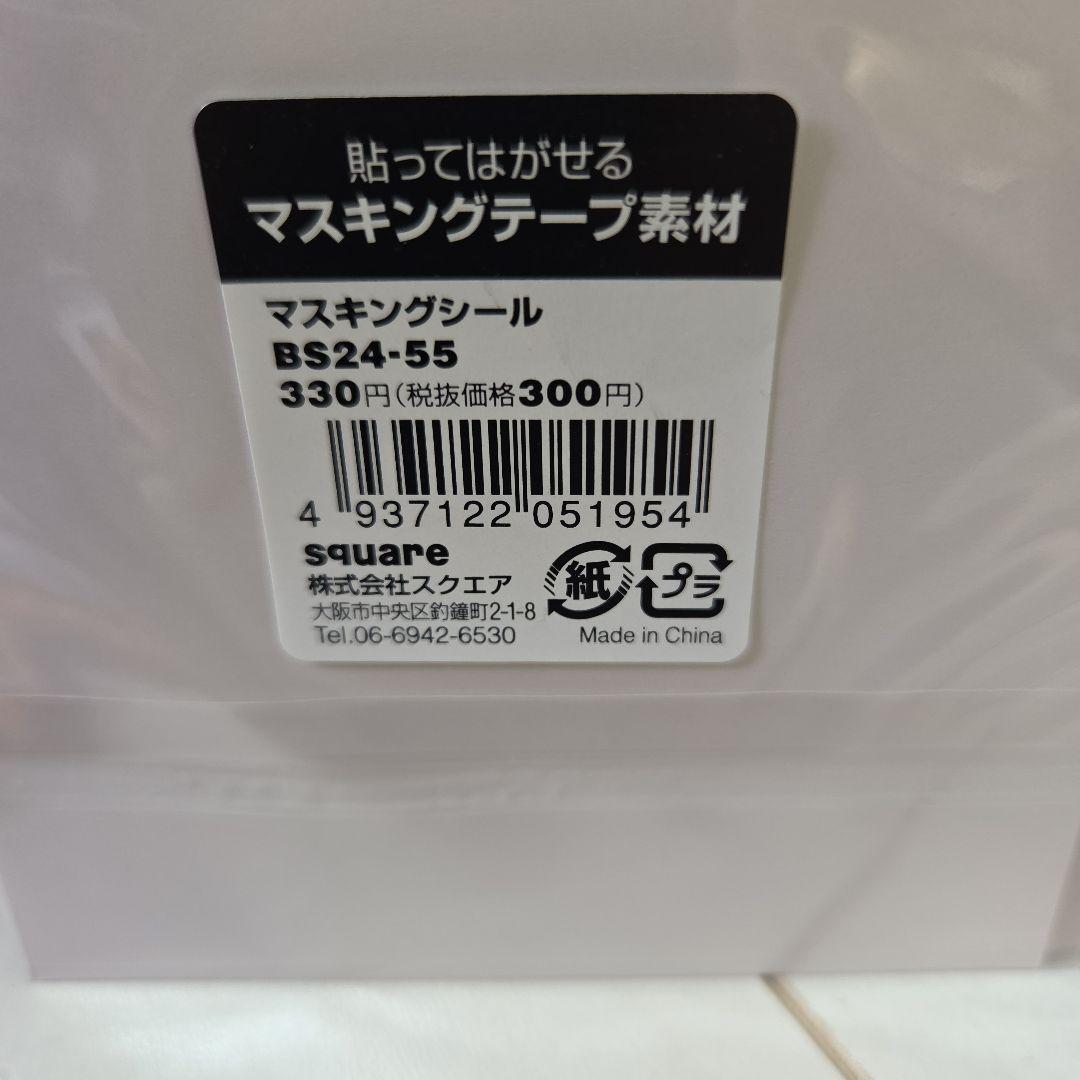 貼ってはがせる
マスキングテープ素材
マスキングシール
BS24-55
330円(税抜価格300円)
4 937122 051954
square
株式会社スクエア
大阪市中央区釣鐘町2-1-8
Tel.06-6942-6530
紙
プラ
Made in China